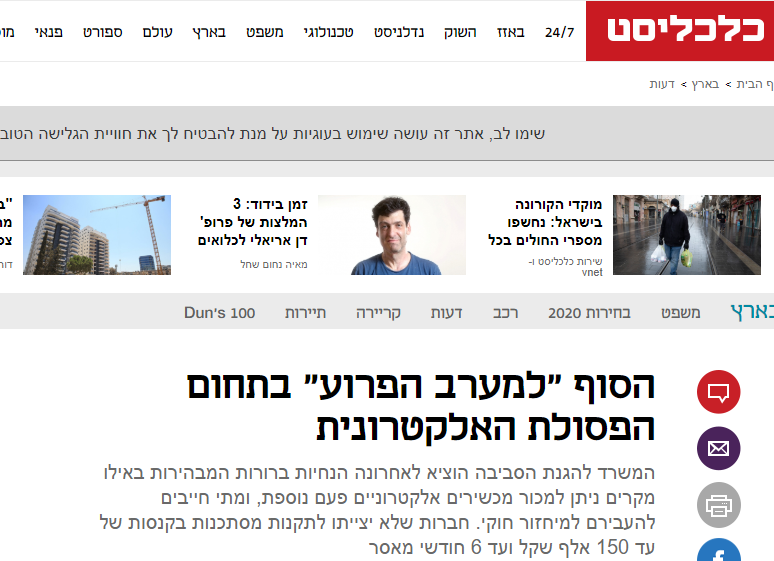 כלכליסט
24/7 באזז השוק נדלניסט טכנולוגי משפט בארץ עולם ספורט פנאי
הבית > בארץ > דעות
שימו לב, אתר זה עושה שימוש בעוגיות על מנת להבטיח לך את חוויית הגלישה הטוב
מוקדי הקורונה
בישראל: נחשפו
מספרי החולים בכל
שירות כלכליסט ו-
vnet
זמן בידוד: 3
המלצות של פרופ'
דן אריאלי לכלואים
מאיה נחום שחל
בארץ משפט בחירות 2020 רכב דעות קריירה תיירות Dun's 100
הסוף "למערב הפרוע" בתחום
הפסולת האלקטרונית
המשרד להגנת הסביבה הוציא לאחרונה הנחיות ברורות המבהירות באילו
מקרים ניתן למכור מכשירים אלקטרוניים פעם נוספת, ומתי חייבים
להעבירם למיחזור חוקי. חברות שלא יצייתו לתקנות מסתכנות בקנסות של
עד 150 אלף שקל ועד 6 חודשי מאסר